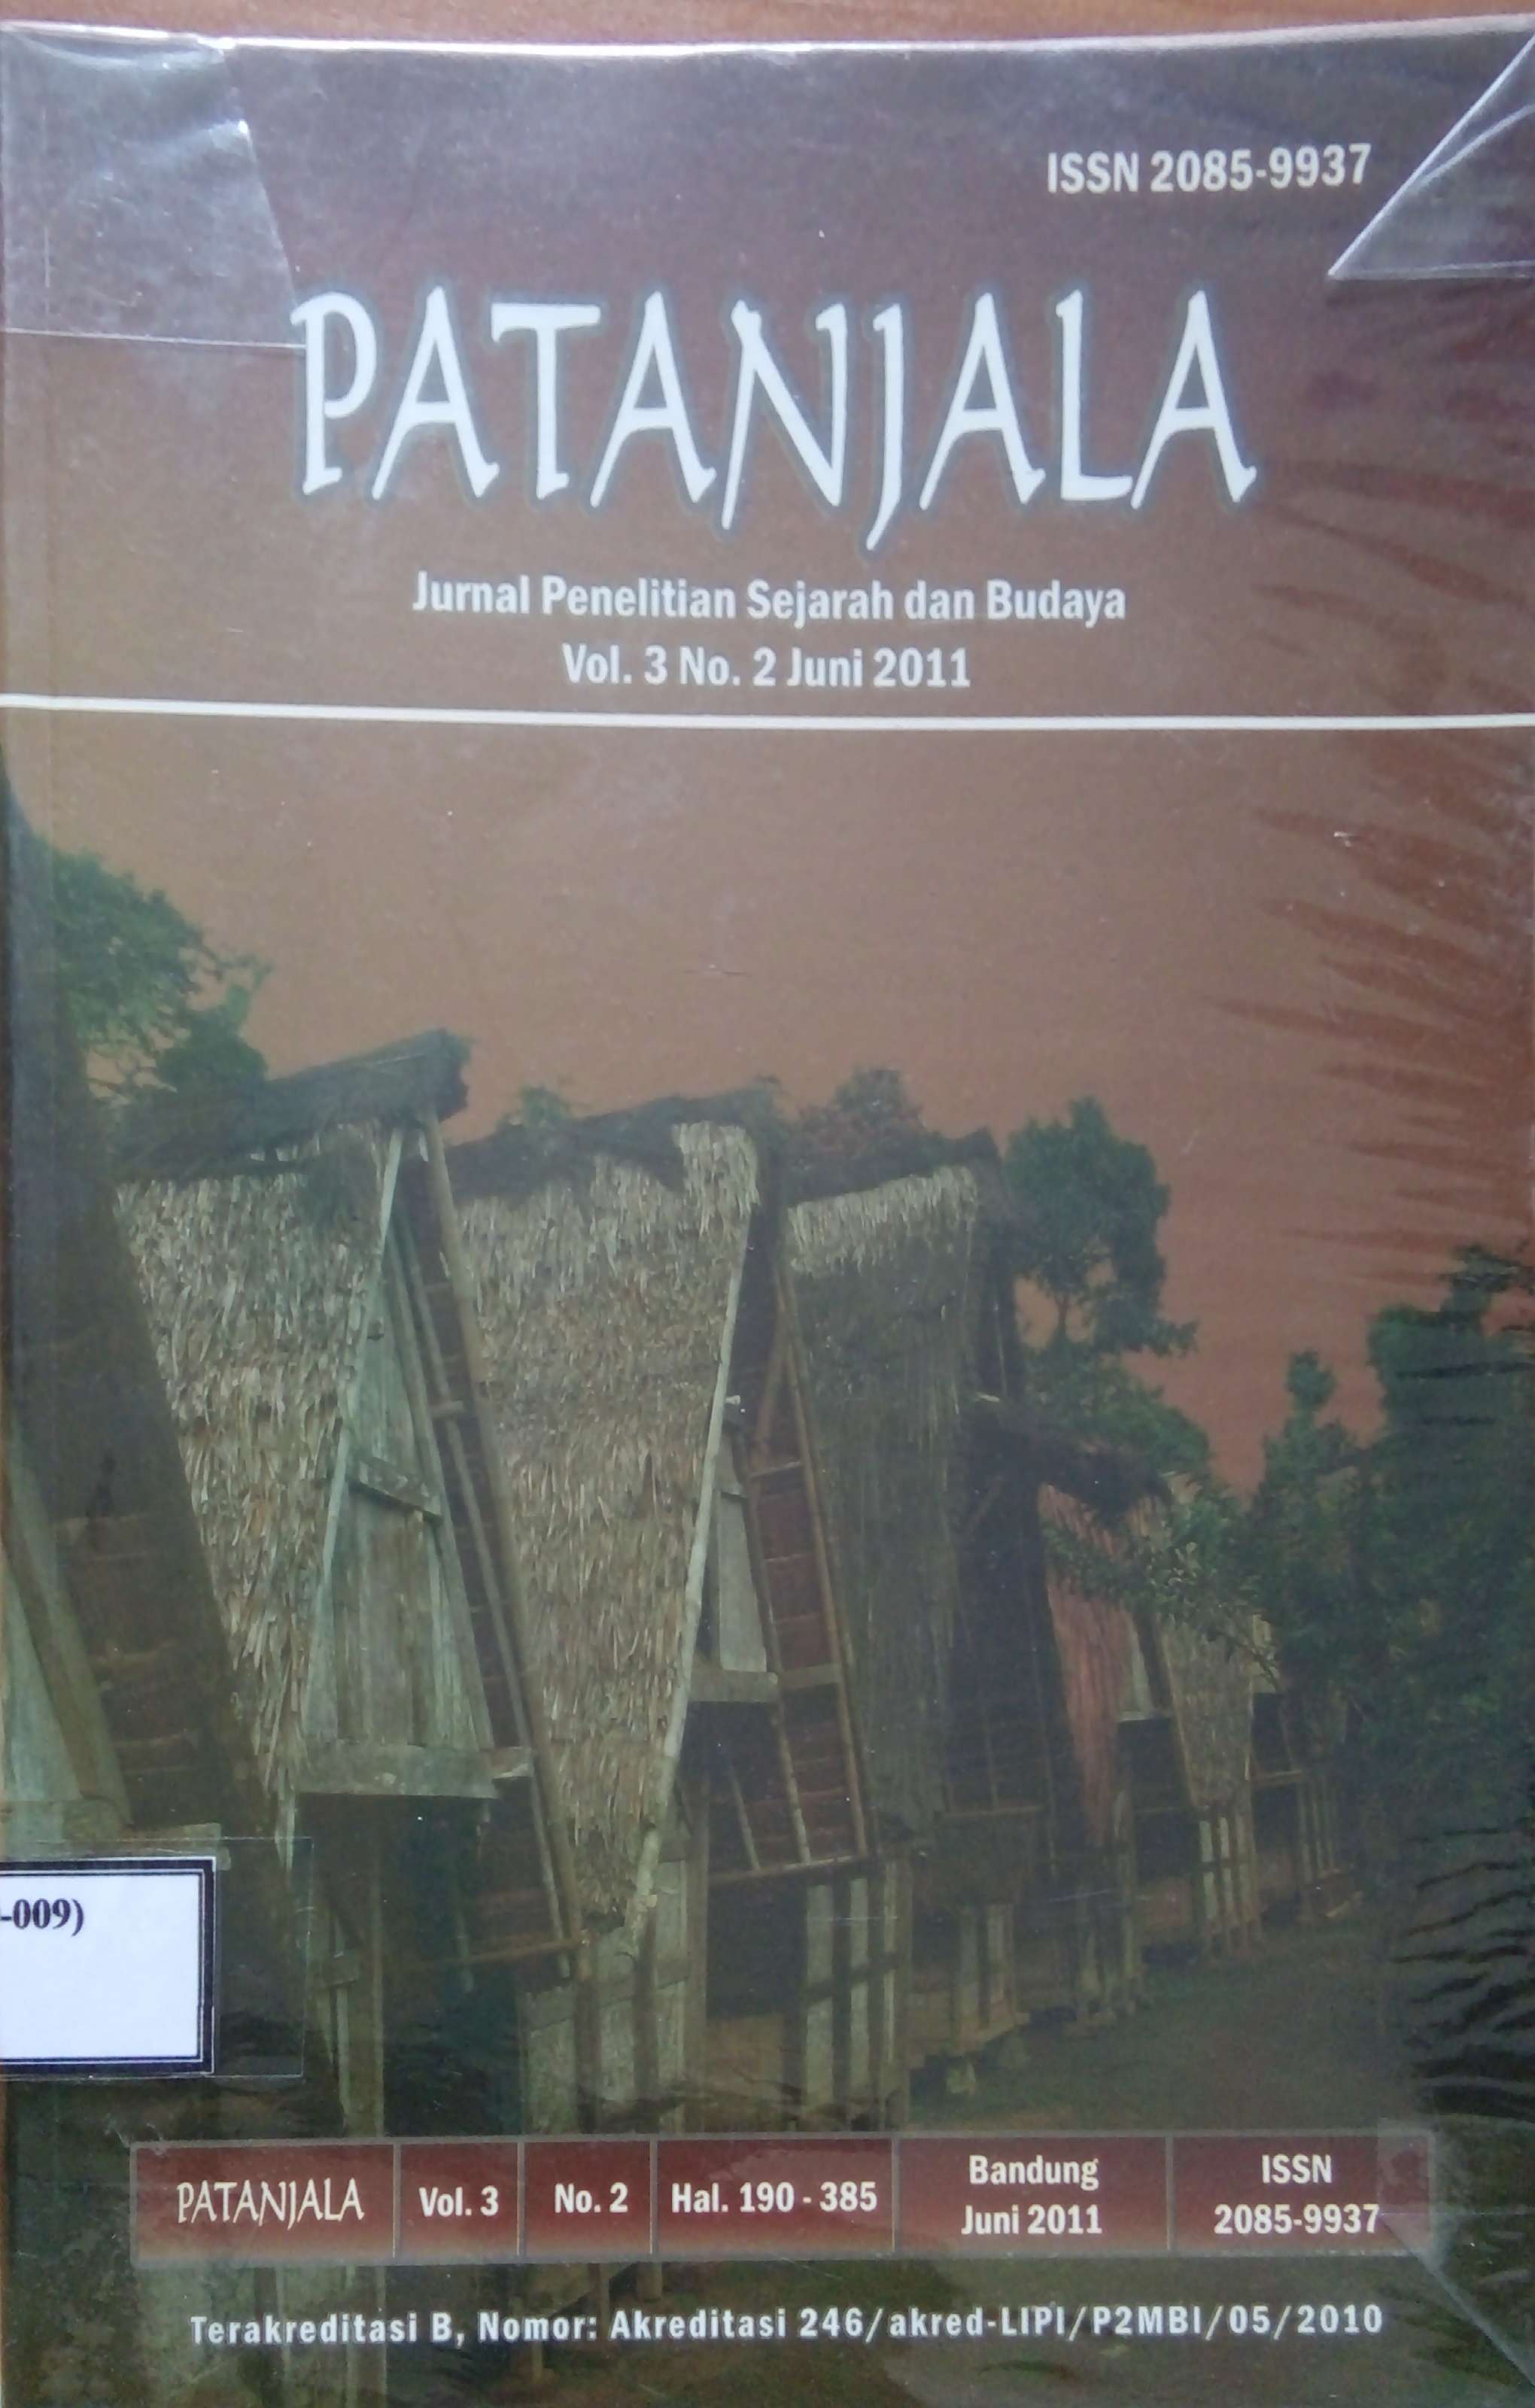 ISSN 2085-9937
PATANJALA
Jurnal Penelitian Sejarah dan Budaya
Vol. 3 No. 2 Juni 2011
-009)
PATANJALA
Vol. 3
No. 2
Hal. 190 - 385
Bandung
Juni 2011
ISSN
2085-9937
Terakreditasi B, Nomor: Akreditasi 246/akred-LIPI/P2MBI/05/2010